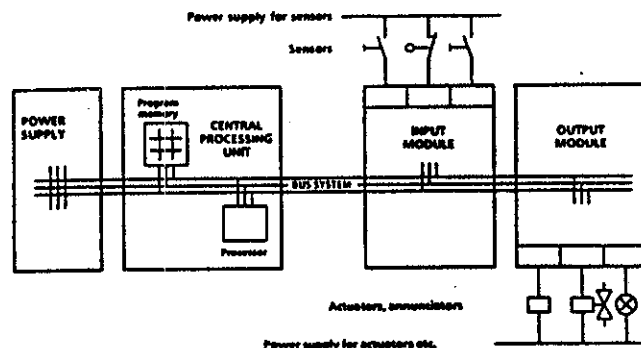 Power supply for sensors
Sensors
POWER
SUPPLY
Program
memory
CENTRAL
PROCESSING
UNIT
INPUT
MODULE
OUTPUT
MODULE
BUS SYSTEM
Processor
Actuators, annunciators
Power supply for actuators etc.